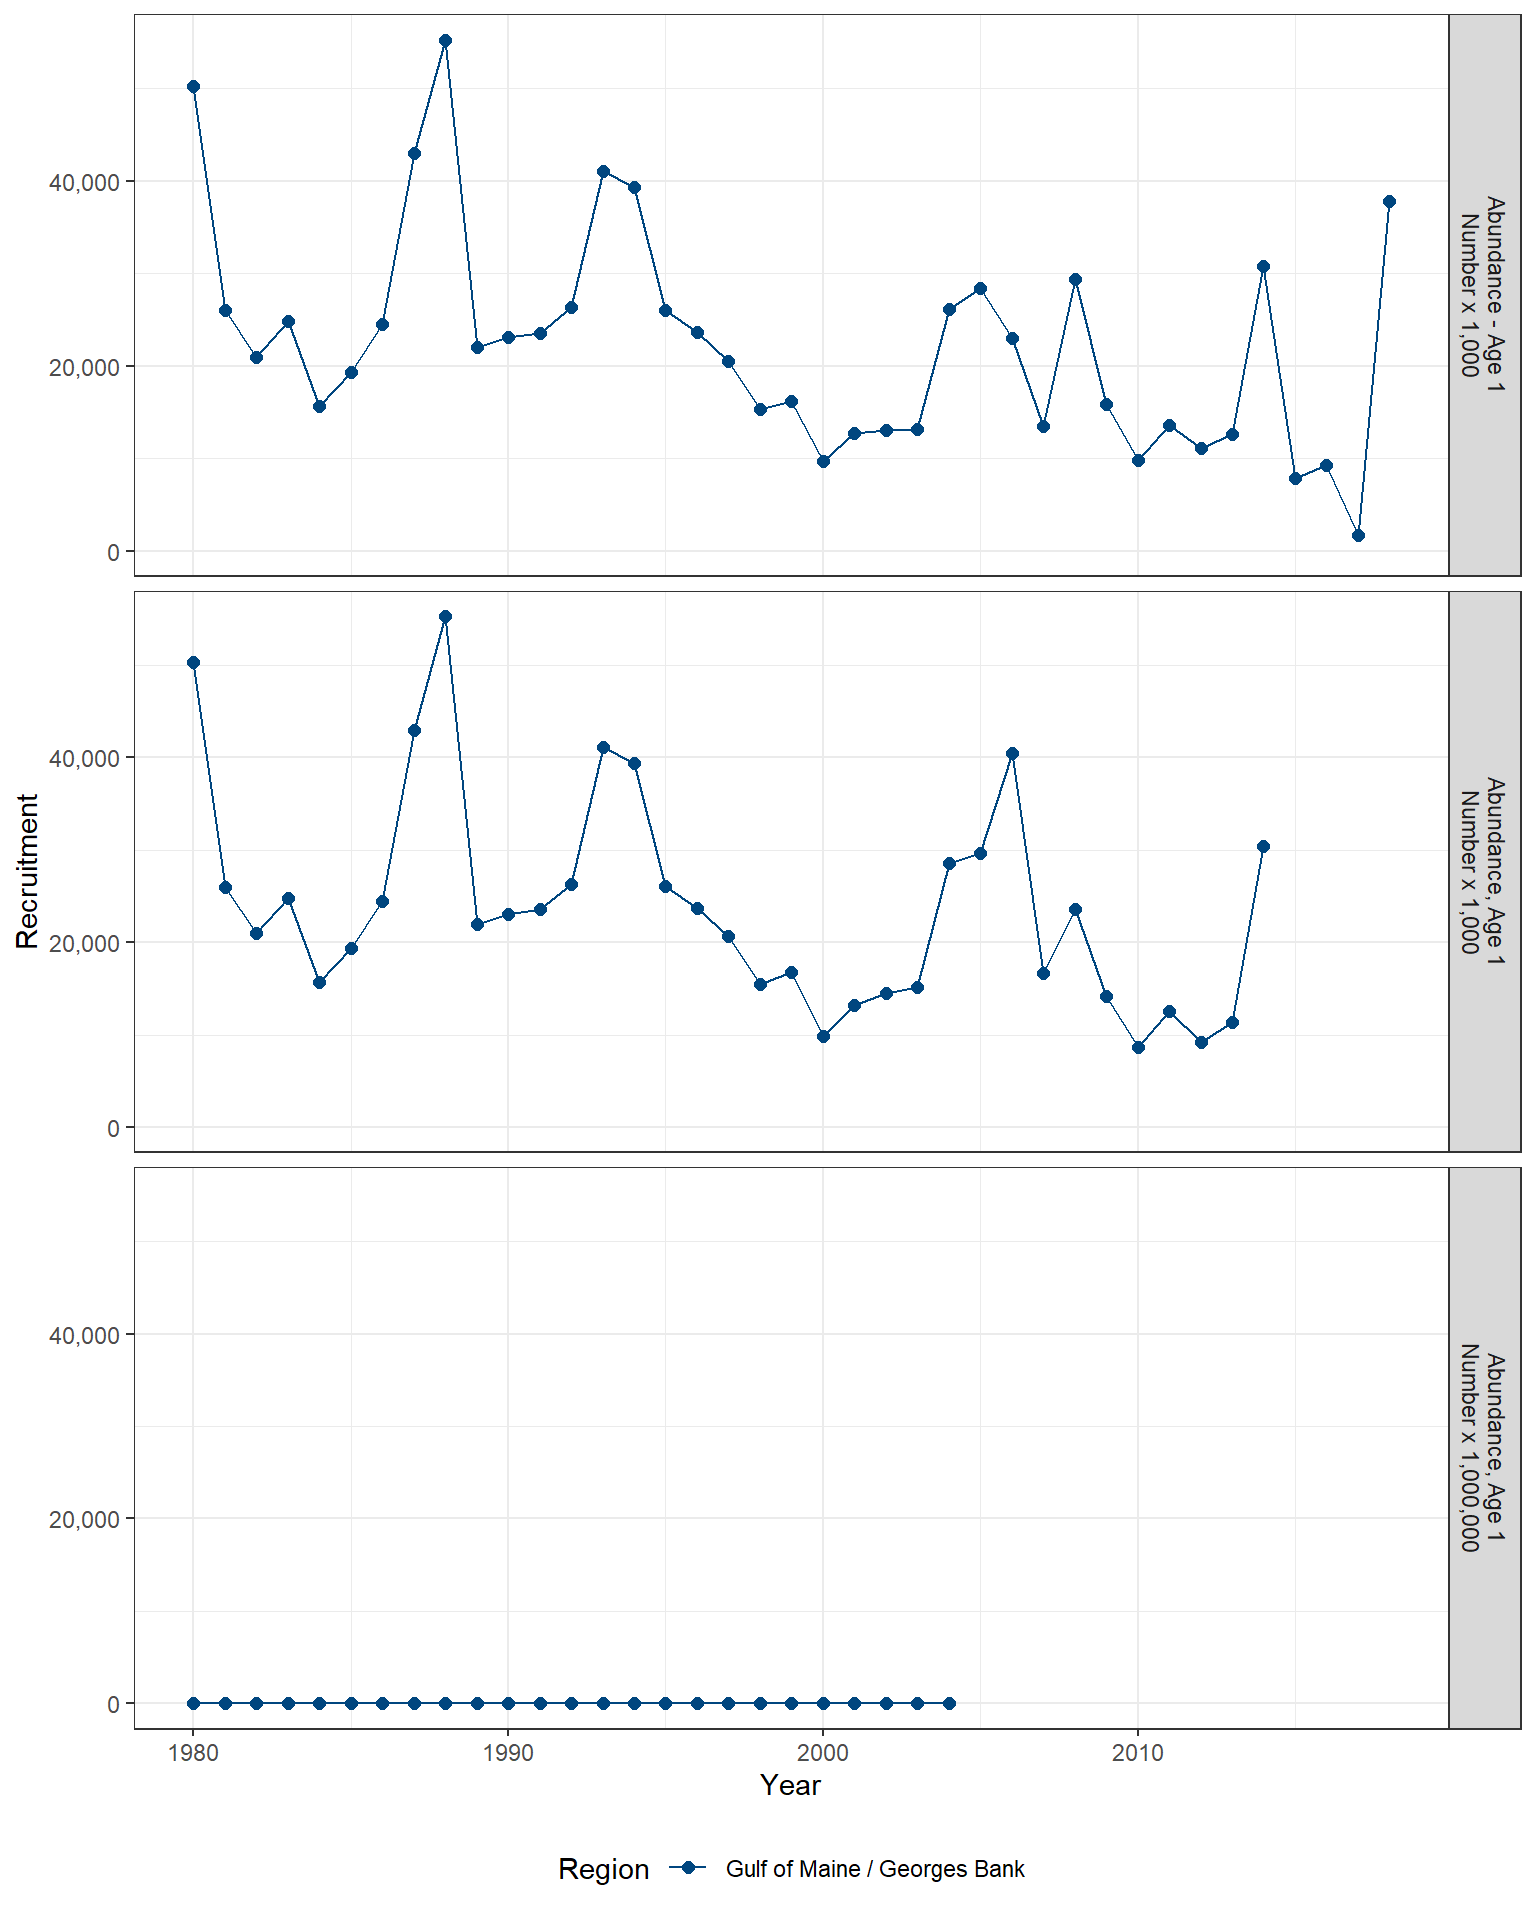 40,000
20,000
0
Abundance - Age 1
Number x 1,000
Recruitment
40,000
20,000
0
Abundance, Age 1
Number x 1,000
40,000
20,000
0
Abundance, Age 1
Number x 1,000,000
1980 1990 2000 2010
Year
Region Gulf of Maine / Georges Bank